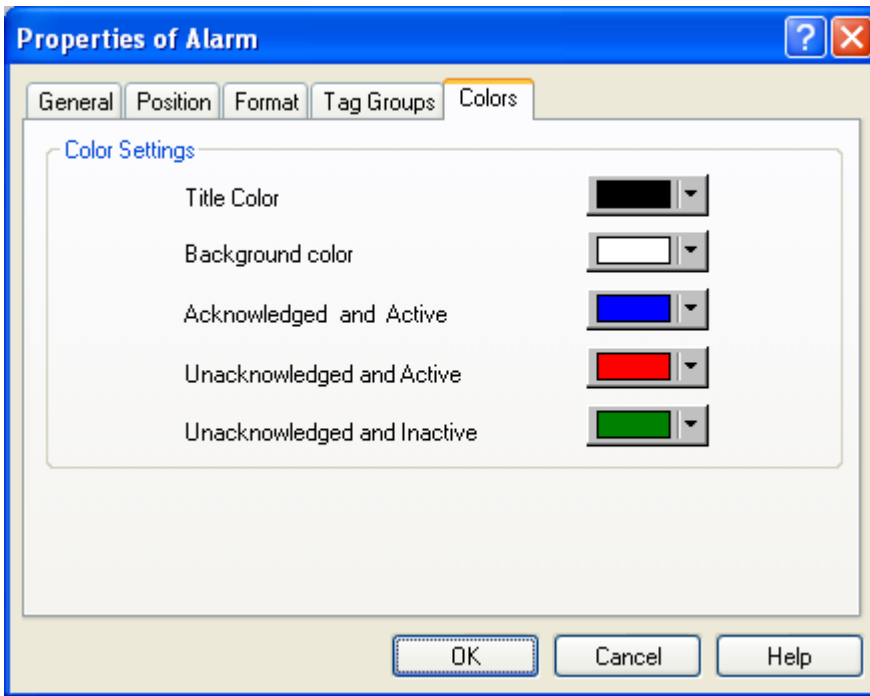 Properties of Alarm
?
General Position Format Tag Groups Colors
Color Settings
Title Color
Background color
Acknowledged and Active
Unacknowledged and Active
Unacknowledged and Inactive
OK Cancel Help